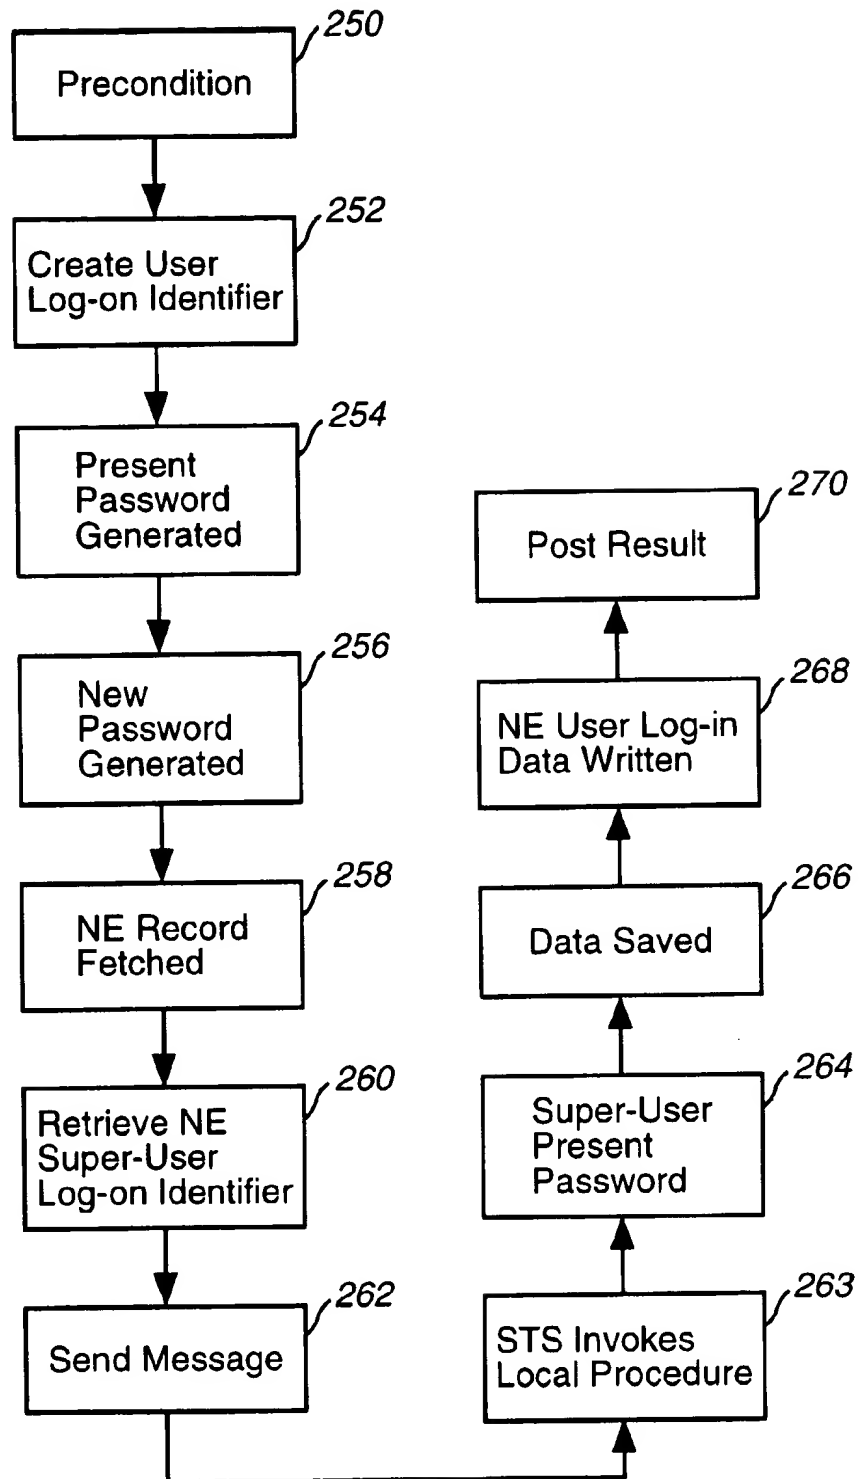 250
Precondition
252
Create User
Log-on Identifier
254
Present
Password
Generated
256
New
Password
Generated
258
NE Record
Fetched
260
Retrieve NE
Super-User
Log-on Identifier
262
Send Message
263
STS Invokes
Local Procedure
264
Super-User
Present
Password
266
Data Saved
268
NE User Log-in
Data Written
270
Post Result